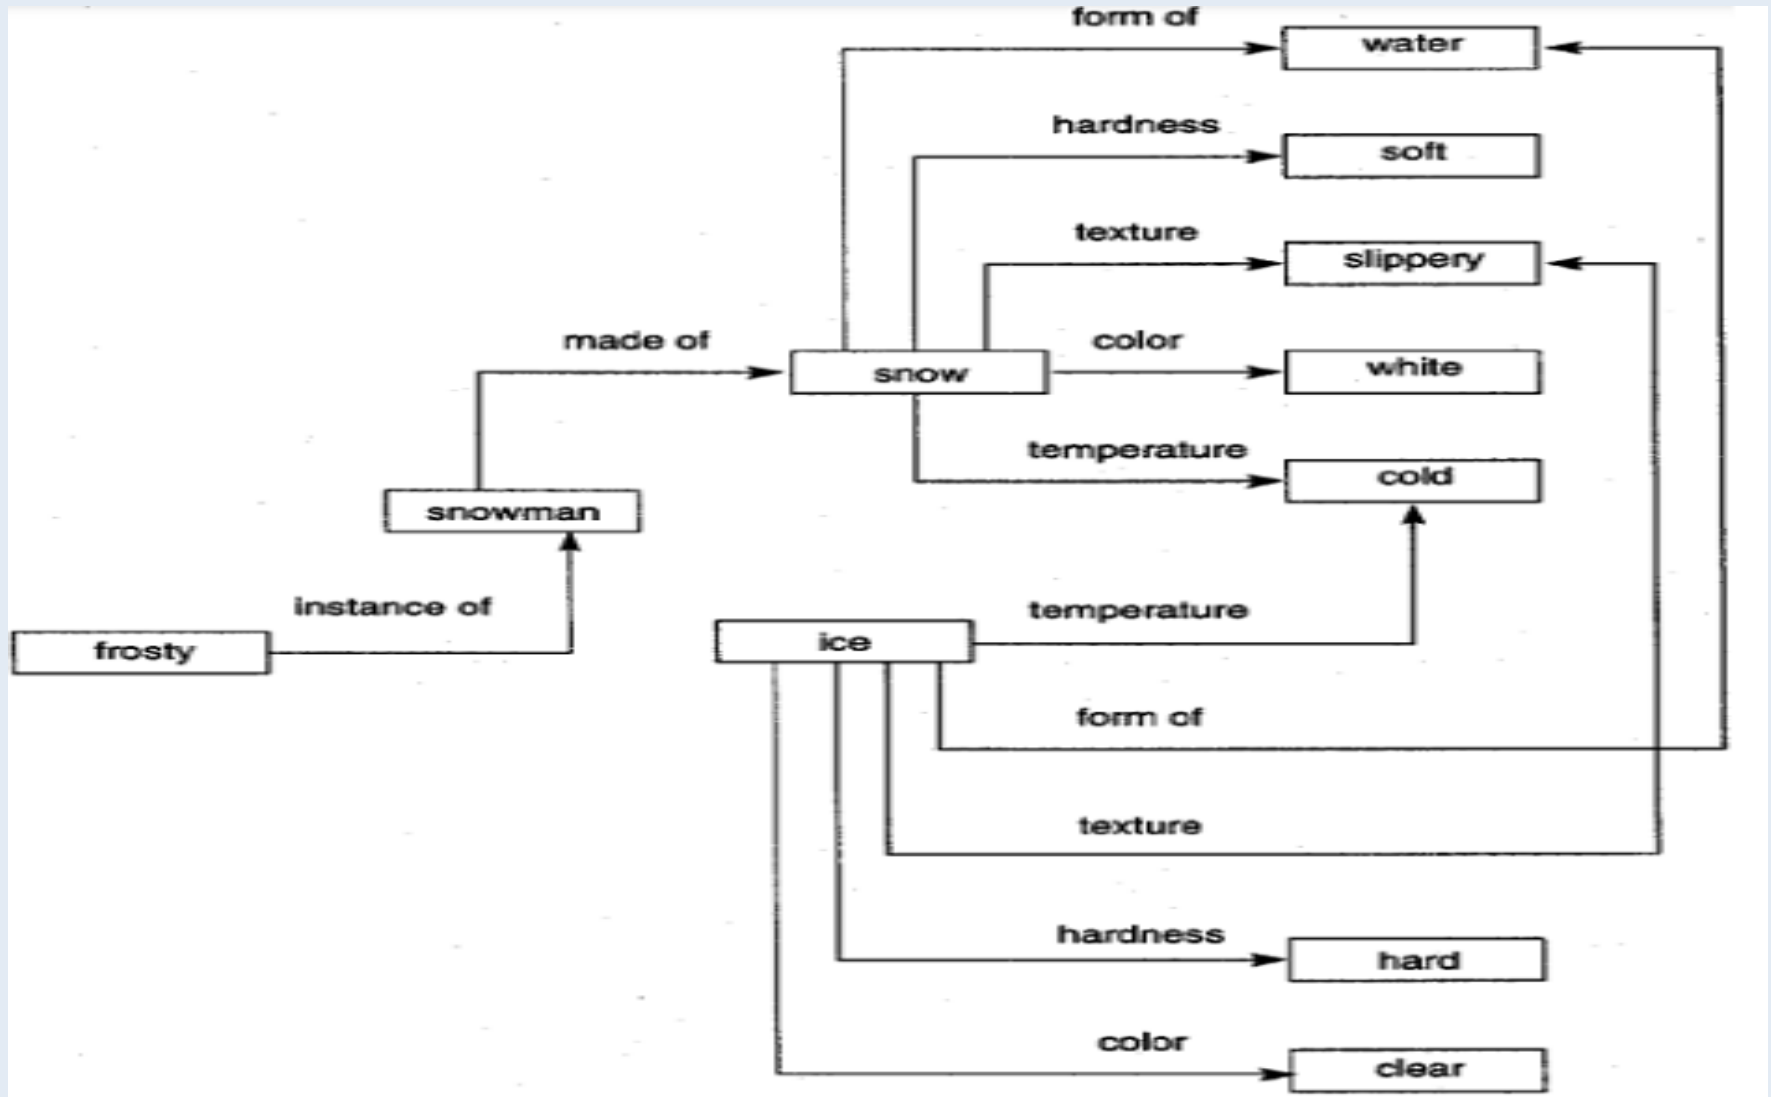 form of
water
hardness
soft
texture
slippery
made of
color
snow
white
temperature
cold
snowman
instance of
temperature
frosty
ice
form of
texture
hardness
hard
color
clear